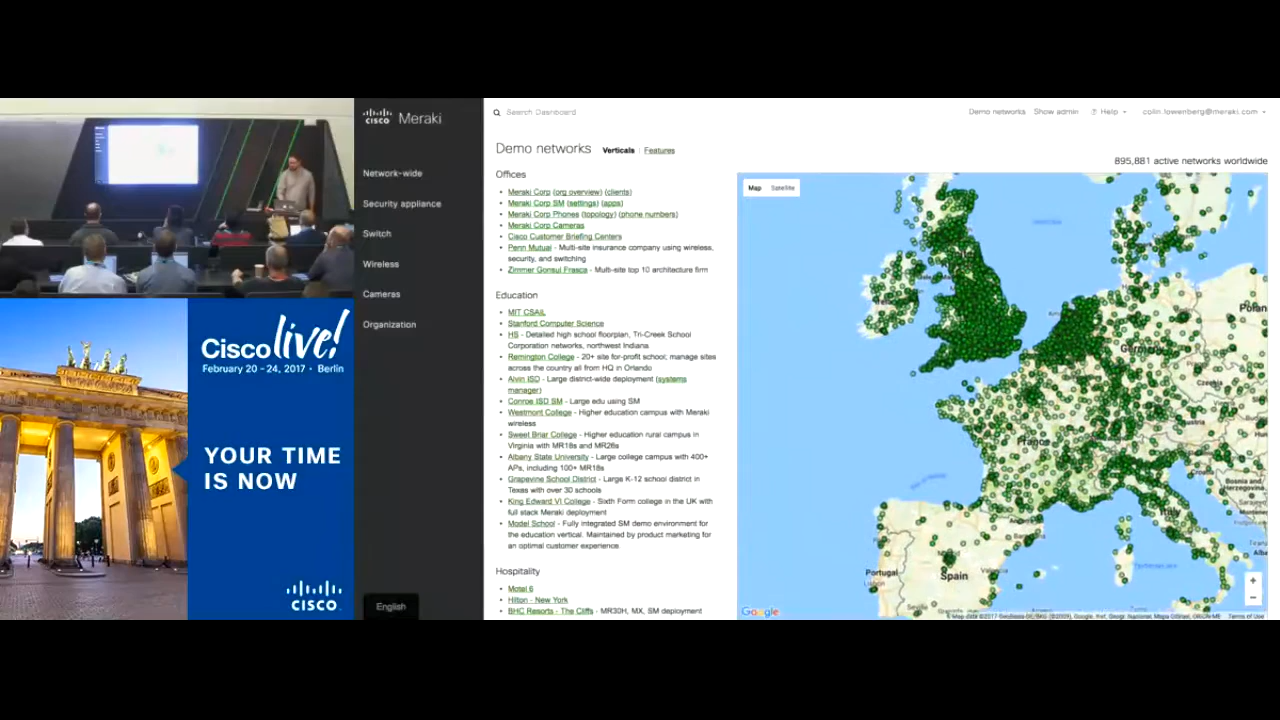 Cisco live!
February 20 - 24, 2017 • Berlin
YOUR TIME
IS NOW
CISCO
CISCO Meraki
Network-wide
Security appliance
Switch
Wireless
Cameras
Organization
English
Search Dashboard
Demo networks
Show admin
Help
colin.lowenberg@meraki.com
Demo networks Verticals | Features
895,881 active networks worldwide
Offices
Meraki Corp (org overview) (clients)
Meraki Corp SM (settings) (apps)
Meraki Corp Phones (topology) (phone numbers)
Meraki Corp Cameras
Cisco Customer Briefing Centers
Penn Mutual - Multi-site insurance company using wireless,
security, and switching
Zimmer Gonsul Frasca - Multi-site top 10 architecture firm
Education
MIT CSAIL
Stanford Computer Science
HS - Detailed high school floorplan, Tri-Creek School
Corporation networks, northwest Indiana
Remington College - 20+ site for-profit school; manage sites
across the country all from HQ in Orlando
Alvin ISD - Large district-wide deployment (systems
manager)
Conroe ISD SM - Large edu using SM
Westmont College - Higher education campus with Meraki
wireless
Sweet Briar College - Higher education rural campus in
Virginia with MR18s and MR26s
Albany State University - Large college campus with 400+
APs, including 100+ MR18s
Grapevine School District - Large K-12 school district in
Texas with over 30 schools
King Edward VI College - Sixth Form college in the UK with
full stack Meraki deployment
Model School - Fully integrated SM demo environment for
the education vertical. Maintained by product marketing for
an optimal customer experience
Hospitality
Motel 6
Hilton - New York
BHC Resorts - The Cliffs - MR30H, MX, SM deployment
Map Satellite
Germany
France
Austria
Croatia
Bosnia and
Herzegovina
Italy
Barcelona
Portugal
Spain
Google
Terms of Use